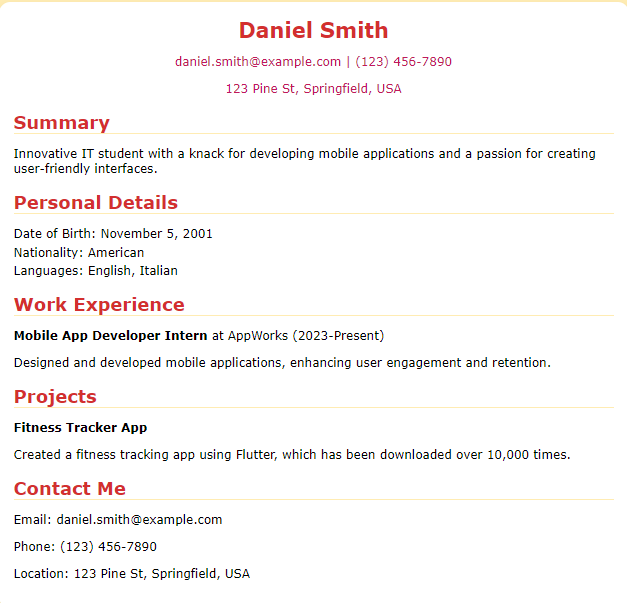 Daniel Smith
daniel.smith@example.com | (123) 456-7890
123 Pine St, Springfield, USA
Summary
Innovative IT student with a knack for developing mobile applications and a passion for creating
user-friendly interfaces.
Personal Details
Date of Birth: November 5, 2001
Nationality: American
Languages: English, Italian
Work Experience
Mobile App Developer Intern at AppWorks (2023-Present)
Designed and developed mobile applications, enhancing user engagement and retention.
Projects
Fitness Tracker App
Created a fitness tracking app using Flutter, which has been downloaded over 10,000 times.
Contact Me
Email: daniel.smith@example.com
Phone: (123) 456-7890
Location: 123 Pine St, Springfield, USA